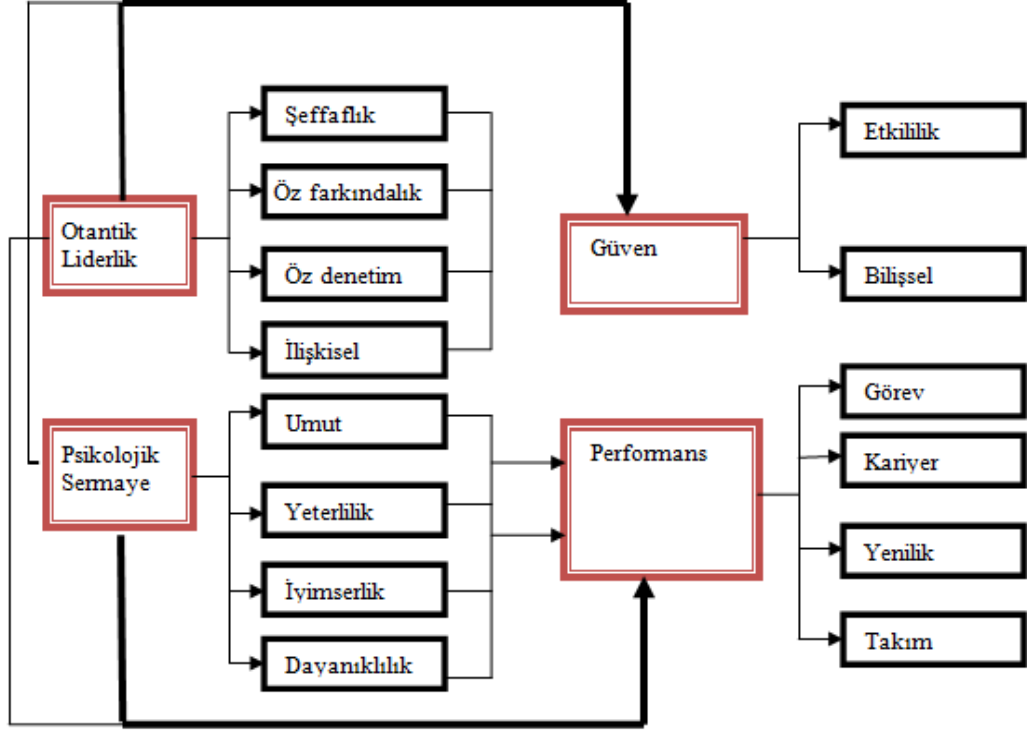 Şeffaflık
Öz farkındalık
Öz denetim
İlişkisel
Otantik
Liderlik
Güven
Etkililik
Bilişsel
Psikolojik
Sermaye
Umut
Yeterlilik
İyimserlik
Dayanıklılık
Performans
Görev
Kariyer
Yenilik
Takım